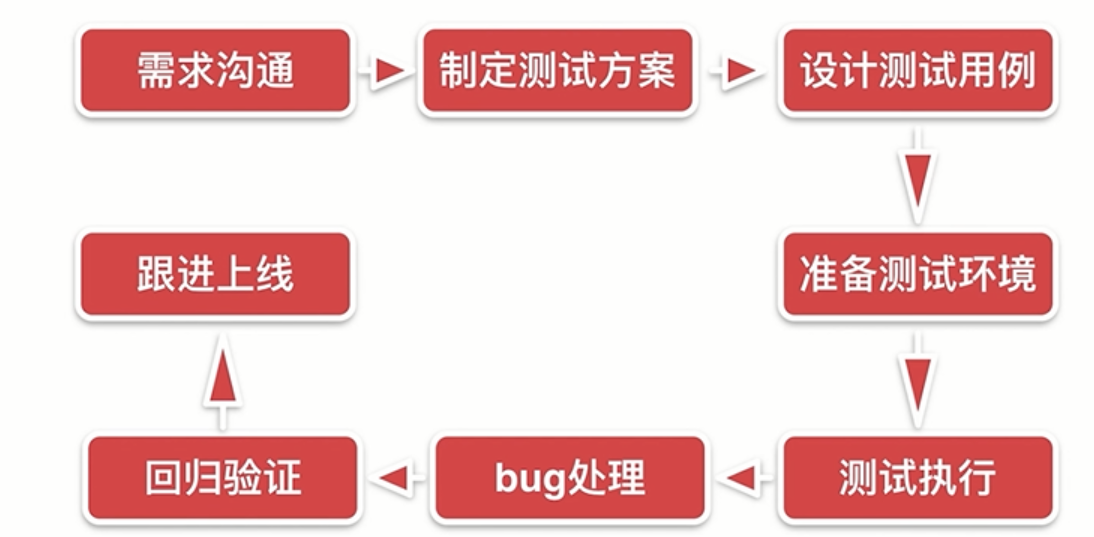 需求沟通
制定测试方案
设计测试用例
准备测试环境
测试执行
bug处理
回归验证
跟进上线